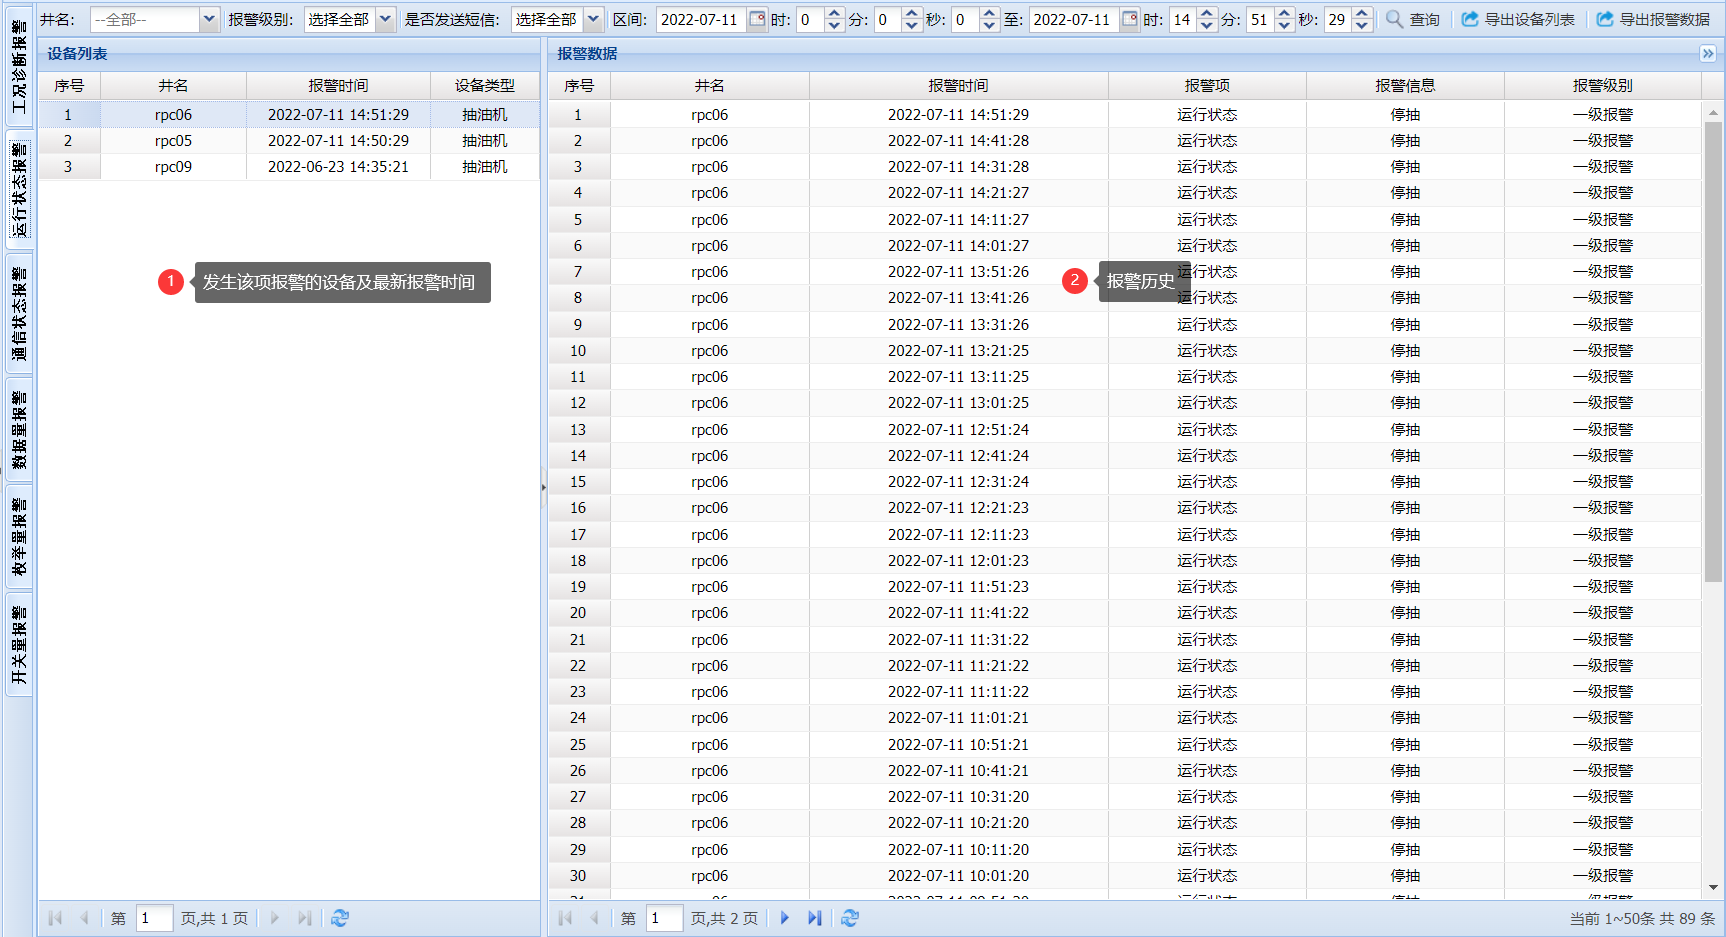 井名: --全部-- 报警级别: 选择全部 是否发送短信: 选择全部 区间: 2022-07-11 时: 0 分: 0 秒: 0 至: 2022-07-11 时: 14 分: 51 秒: 29 查询 导出设备列表 导出报警数据
工况诊断报警
运行状态报警
通信状态报警
数据量报警
枚举量报警
开关量报警
设备列表
序号 井名 报警时间 设备类型
1 rpc06 2022-07-11 14:51:29 抽油机
2 rpc05 2022-07-11 14:50:29 抽油机
3 rpc09 2022-06-23 14:35:21 抽油机
1 发生该项报警的设备及最新报警时间
第 1 页,共 1 页
报警数据
序号 井名 报警时间 报警项 报警信息 报警级别
1 rpc06 2022-07-11 14:51:29 运行状态 停抽 一级报警
2 rpc06 2022-07-11 14:41:28 运行状态 停抽 一级报警
3 rpc06 2022-07-11 14:31:28 运行状态 停抽 一级报警
4 rpc06 2022-07-11 14:21:27 运行状态 停抽 一级报警
5 rpc06 2022-07-11 14:11:27 运行状态 停抽 一级报警
6 rpc06 2022-07-11 14:01:27 运行状态 停抽 一级报警
7 rpc06 2022-07-11 13:51:26 运行状态 停抽 一级报警
2 报警历史
8 rpc06 2022-07-11 13:41:26 运行状态 停抽 一级报警
9 rpc06 2022-07-11 13:31:26 运行状态 停抽 一级报警
10 rpc06 2022-07-11 13:21:25 运行状态 停抽 一级报警
11 rpc06 2022-07-11 13:11:25 运行状态 停抽 一级报警
12 rpc06 2022-07-11 13:01:25 运行状态 停抽 一级报警
13 rpc06 2022-07-11 12:51:24 运行状态 停抽 一级报警
14 rpc06 2022-07-11 12:41:24 运行状态 停抽 一级报警
15 rpc06 2022-07-11 12:31:24 运行状态 停抽 一级报警
16 rpc06 2022-07-11 12:21:23 运行状态 停抽 一级报警
17 rpc06 2022-07-11 12:11:23 运行状态 停抽 一级报警
18 rpc06 2022-07-11 12:01:23 运行状态 停抽 一级报警
19 rpc06 2022-07-11 11:51:23 运行状态 停抽 一级报警
20 rpc06 2022-07-11 11:41:22 运行状态 停抽 一级报警
21 rpc06 2022-07-11 11:31:22 运行状态 停抽 一级报警
22 rpc06 2022-07-11 11:21:22 运行状态 停抽 一级报警
23 rpc06 2022-07-11 11:11:22 运行状态 停抽 一级报警
24 rpc06 2022-07-11 11:01:21 运行状态 停抽 一级报警
25 rpc06 2022-07-11 10:51:21 运行状态 停抽 一级报警
26 rpc06 2022-07-11 10:41:21 运行状态 停抽 一级报警
27 rpc06 2022-07-11 10:31:20 运行状态 停抽 一级报警
28 rpc06 2022-07-11 10:21:20 运行状态 停抽 一级报警
29 rpc06 2022-07-11 10:11:20 运行状态 停抽 一级报警
30 rpc06 2022-07-11 10:01:20 运行状态 停抽 一级报警
第 1 页,共 2 页 当前 1~50条 共 89 条